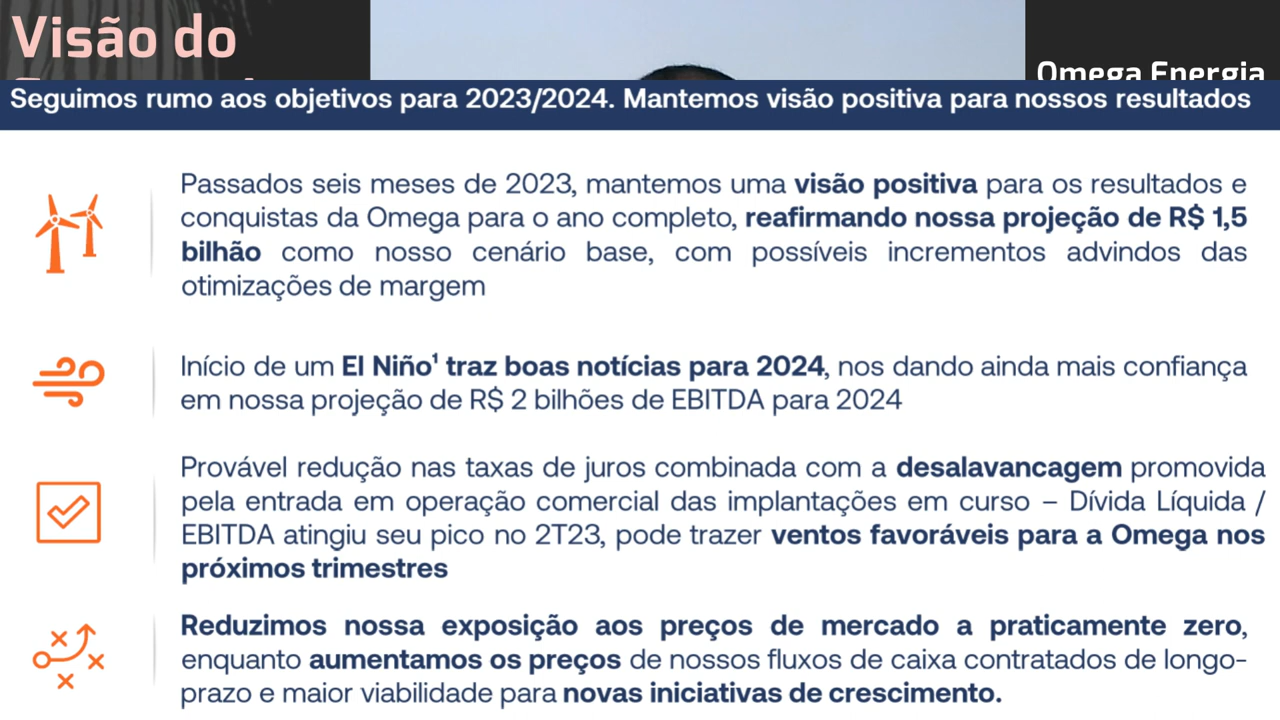 Visão do
Omega Energia
Seguimos rumo aos objetivos para 2023/2024. Mantemos visão positiva para nossos resultados
Passados seis meses de 2023, mantemos uma visão positiva para os resultados e
conquistas da Omega para o ano completo, reafirmando nossa projeção de R$ 1,5
bilhão como nosso cenário base, com possíveis incrementos advindos das
otimizações de margem
Início de um El Niño¹ traz boas notícias para 2024, nos dando ainda mais confiança
em nossa projeção de R$ 2 bilhões de EBITDA para 2024
Provável redução nas taxas de juros combinada com a desalavancagem promovida
pela entrada em operação comercial das implantações em curso – Dívida Líquida /
EBITDA atingiu seu pico no 2T23, pode trazer ventos favoráveis para a Omega nos
próximos trimestres
Reduzimos nossa exposição aos preços de mercado a praticamente zero,
enquanto aumentamos os preços de nossos fluxos de caixa contratados de longo-
prazo e maior viabilidade para novas iniciativas de crescimento.